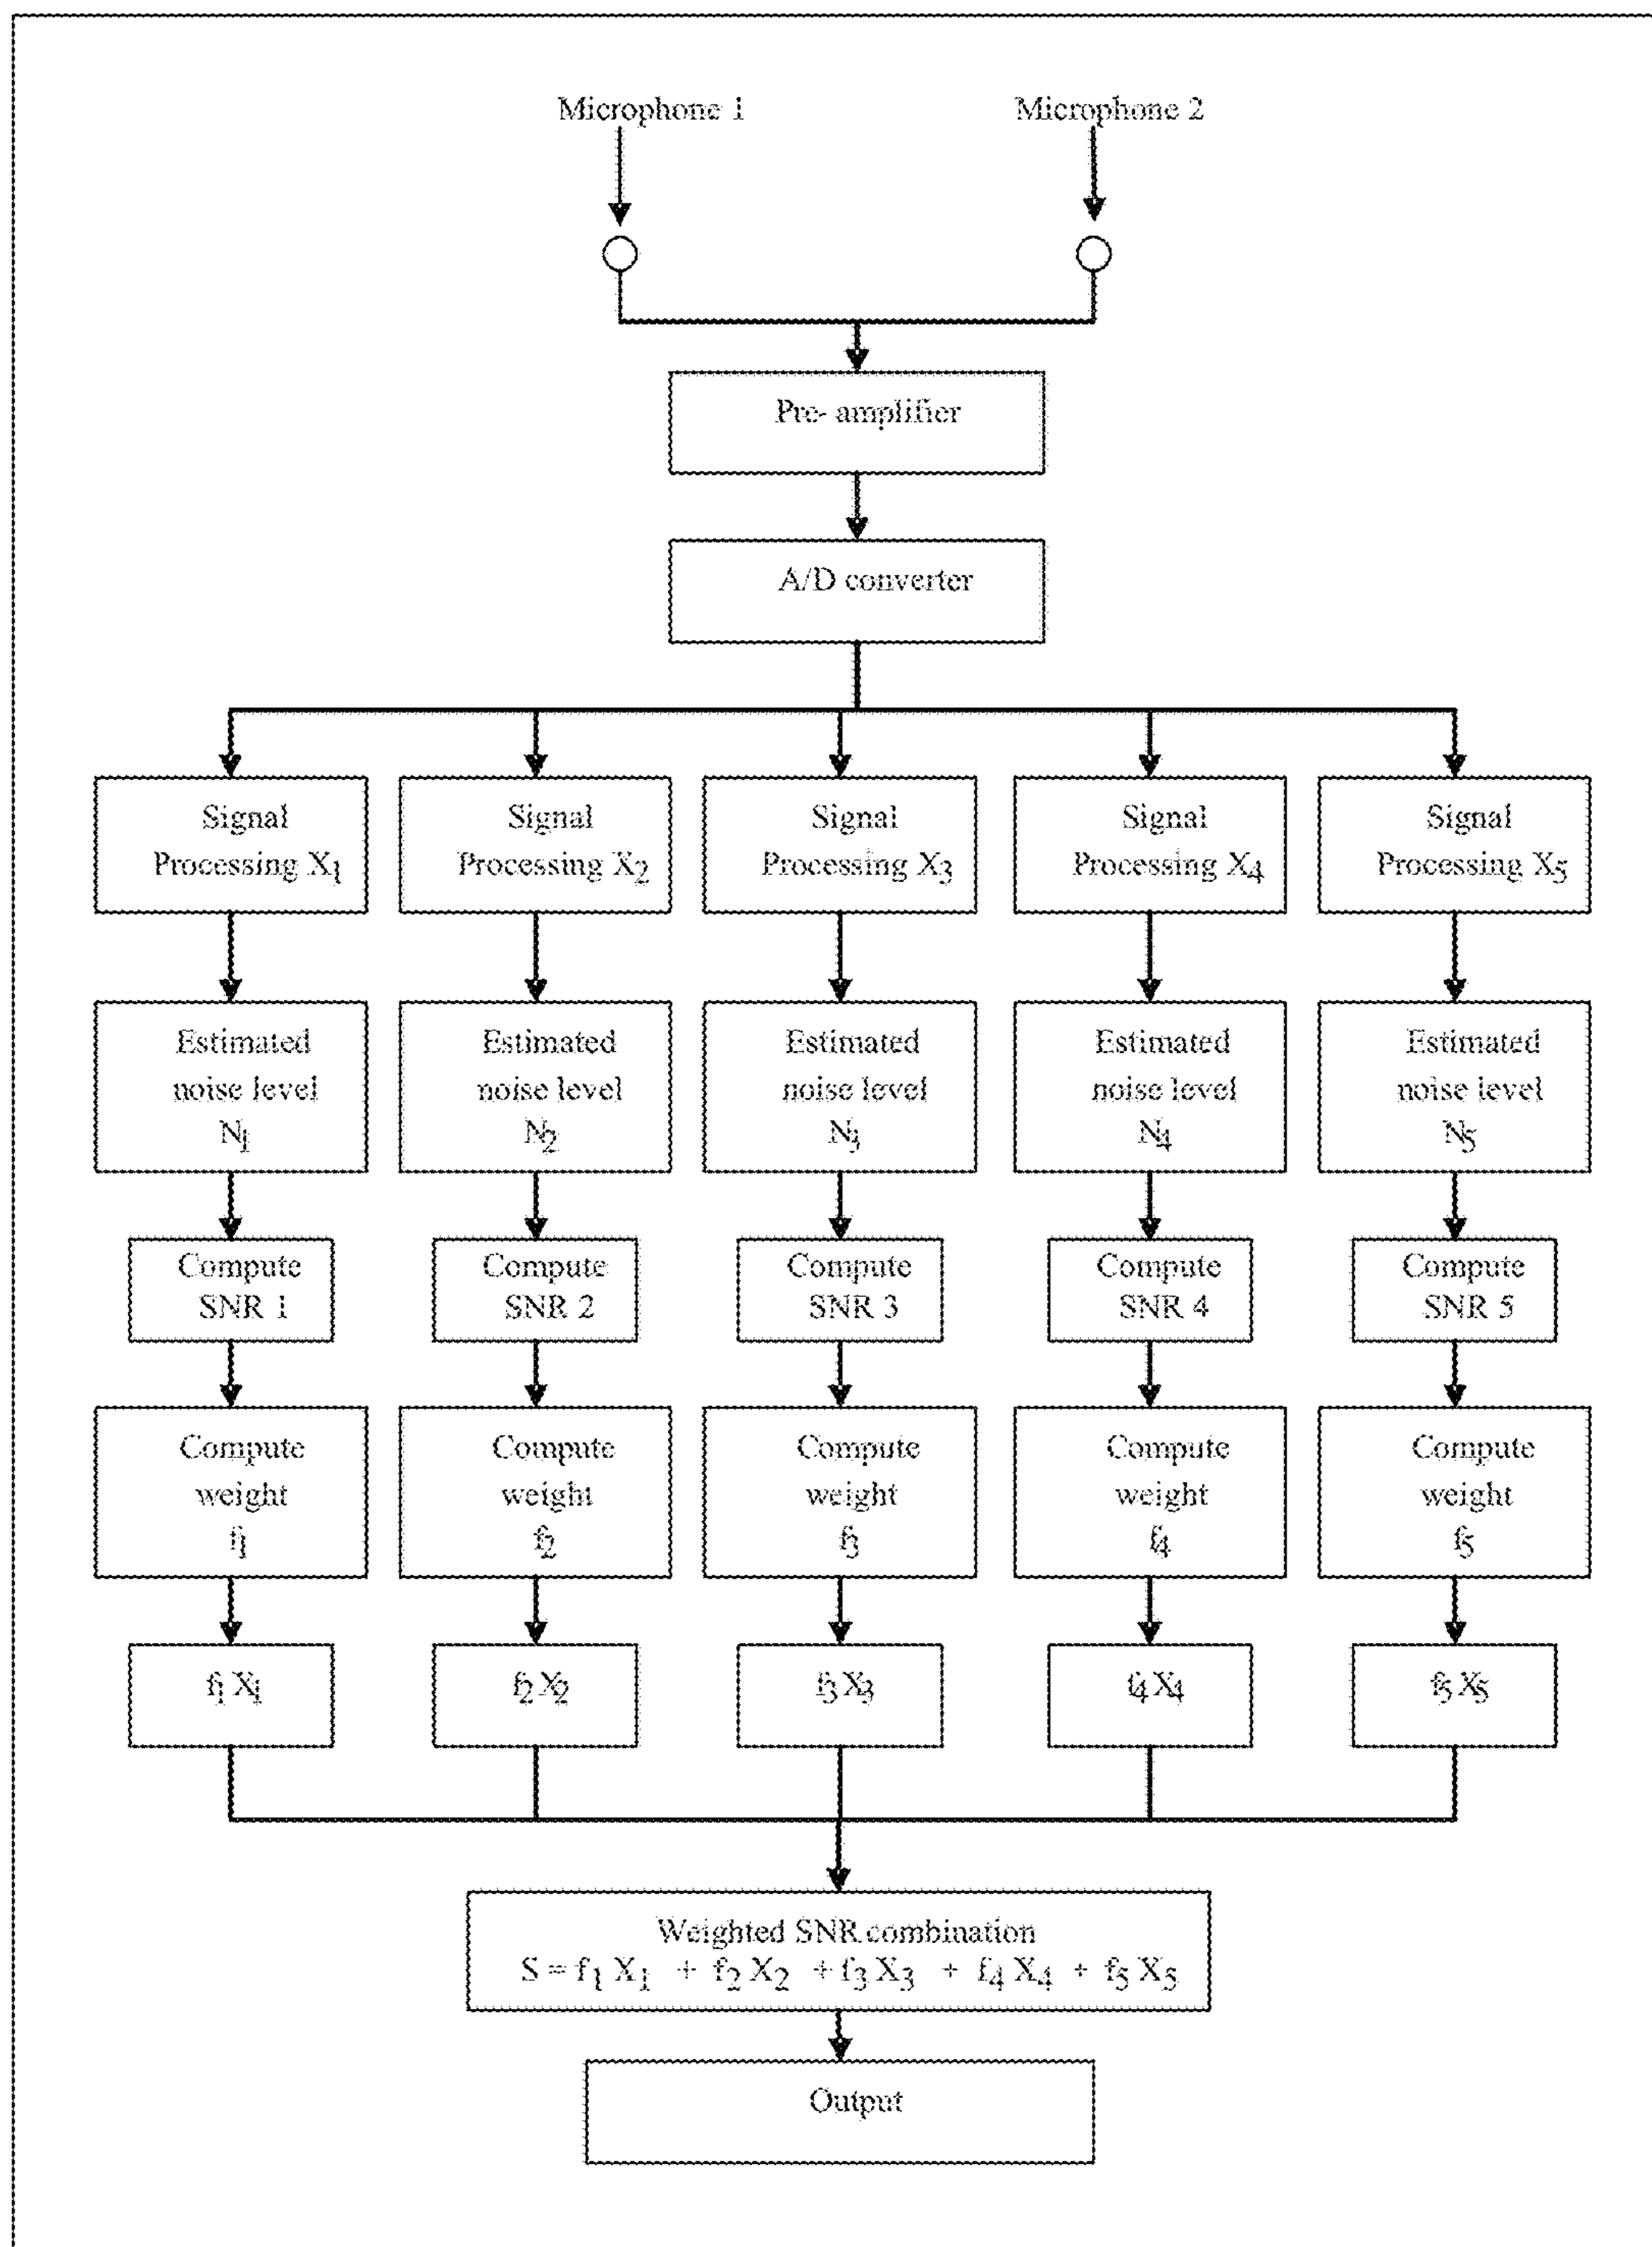 Microphone 1
Microphone 2
Pre- amplifier
A/D converter
Signal
Processing X₁
Signal
Processing X₂
Signal
Processing X₃
Signal
Processing X₄
Signal
Processing X₅
Estimated
noise level
N₁
Estimated
noise level
N₂
Estimated
noise level
N₃
Estimated
noise level
N₄
Estimated
noise level
N₅
Compute
SNR 1
Compute
SNR 2
Compute
SNR 3
Compute
SNR 4
Compute
SNR 5
Compute
weight
f₁
Compute
weight
f₂
Compute
weight
f₃
Compute
weight
f₄
Compute
weight
f₅
f₁ X₁
f₂ X₂
f₃ X₃
f₄ X₄
f₅ X₅
Weighted SNR combination
S = f₁ X₁ + f₂ X₂ + f₃ X₃ + f₄ X₄ + f₅ X₅
Output